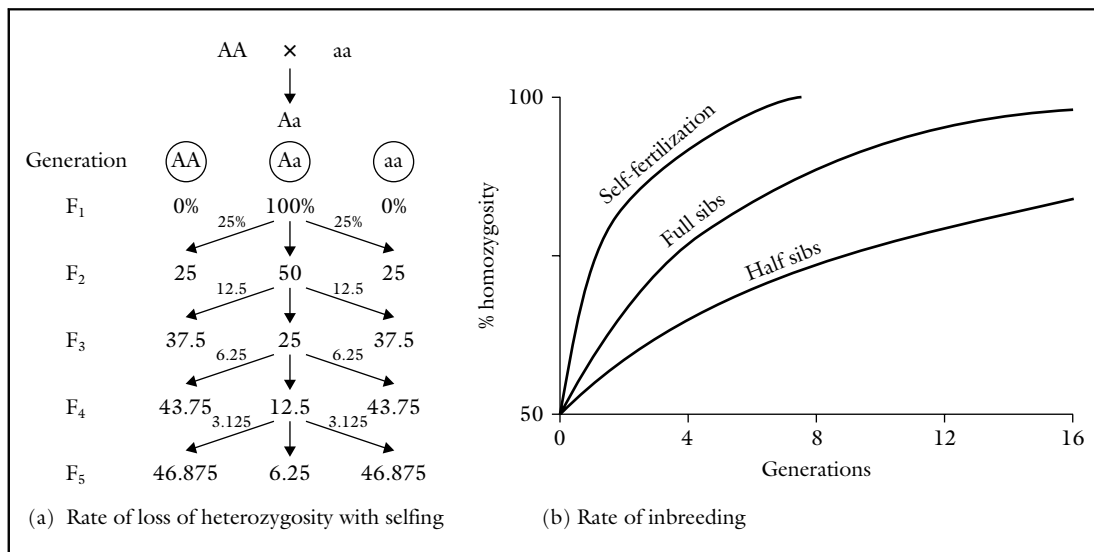 AA × aa
Aa
Generation AA Aa aa
F₁ 0% 100% 0%
25% 25%
F₂ 25 50 25
12.5 12.5
F₃ 37.5 25 37.5
6.25 6.25
F₄ 43.75 12.5 43.75
3.125 3.125
F₅ 46.875 6.25 46.875
(a) Rate of loss of heterozygosity with selfing
100
50
% homozygosity
Self-fertilization
Full sibs
Half sibs
0 4 8 12 16
Generations
(b) Rate of inbreeding